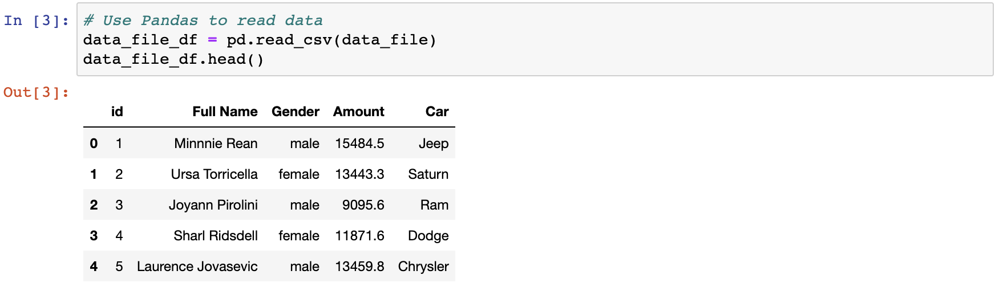 In [3]: # Use Pandas to read data
data_file_df = pd.read_csv(data_file)
data_file_df.head()
Out[3]:
id Full Name Gender Amount Car
0 1 Minnnie Rean male 15484.5 Jeep
1 2 Ursa Torricella female 13443.3 Saturn
2 3 Joyann Pirolini male 9095.6 Ram
3 4 Sharl Ridsdell female 11871.6 Dodge
4 5 Laurence Jovasevic male 13459.8 Chrysler